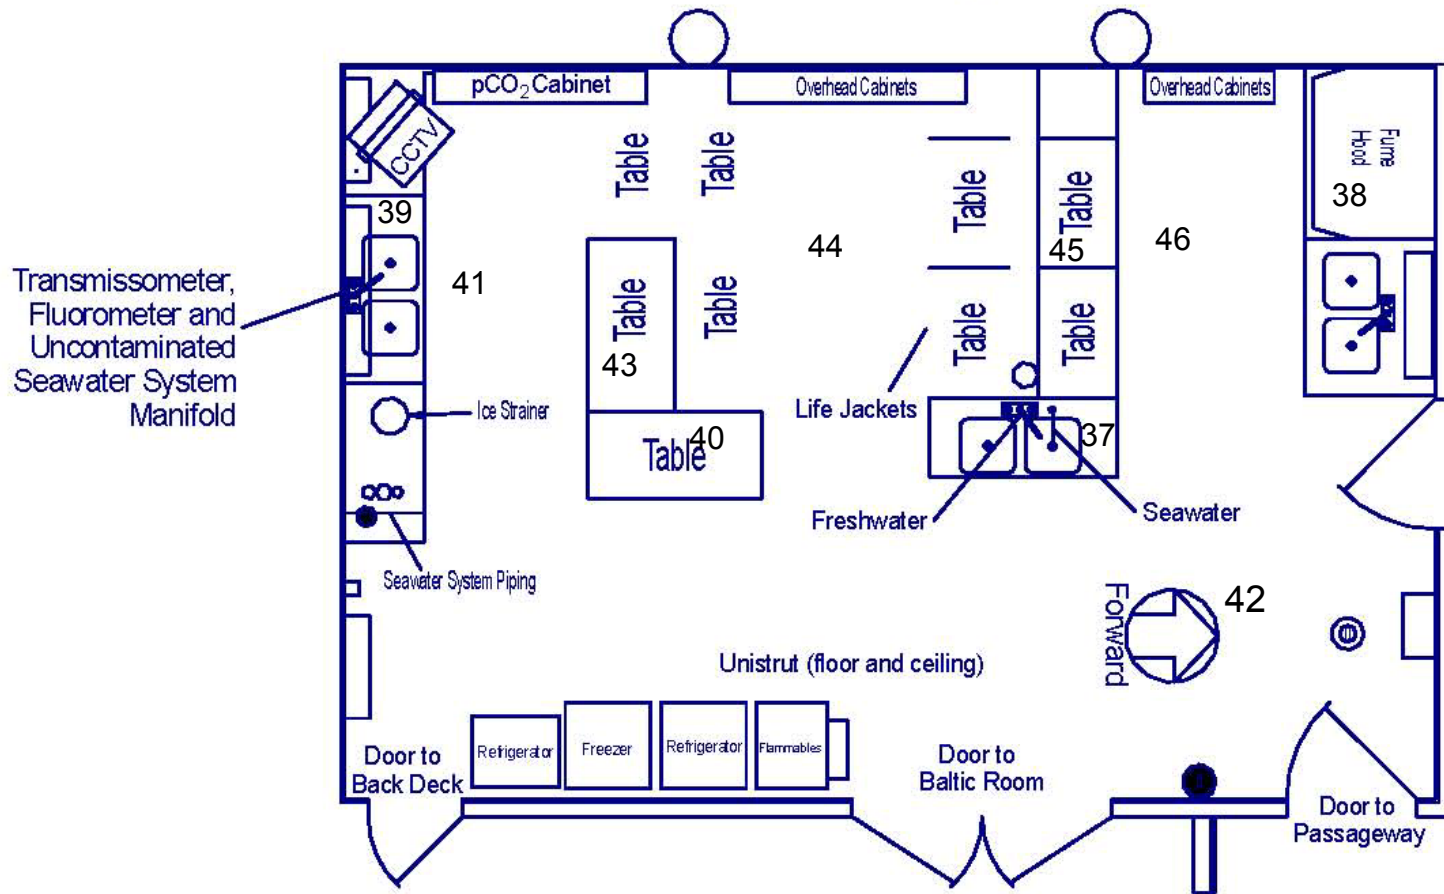 pCO₂ Cabinet
Overhead Cabinets
Overhead Cabinets
CCTV
Table
Table
Table
Table
Fume
Hood
38
39
44
45
46
41
Transmissometer,
Fluorometer and
Uncontaminated
Seawater System
Manifold
Table
Table
Table
Table
43
Ice Strainer
Life Jackets
40
Table
37
Freshwater
Seawater
Seawater System Piping
Forward
42
Unistrut (floor and ceiling)
Refrigerator
Freezer
Refrigerator
Flammables
Door to
Back Deck
Door to
Baltic Room
Door to
Passageway